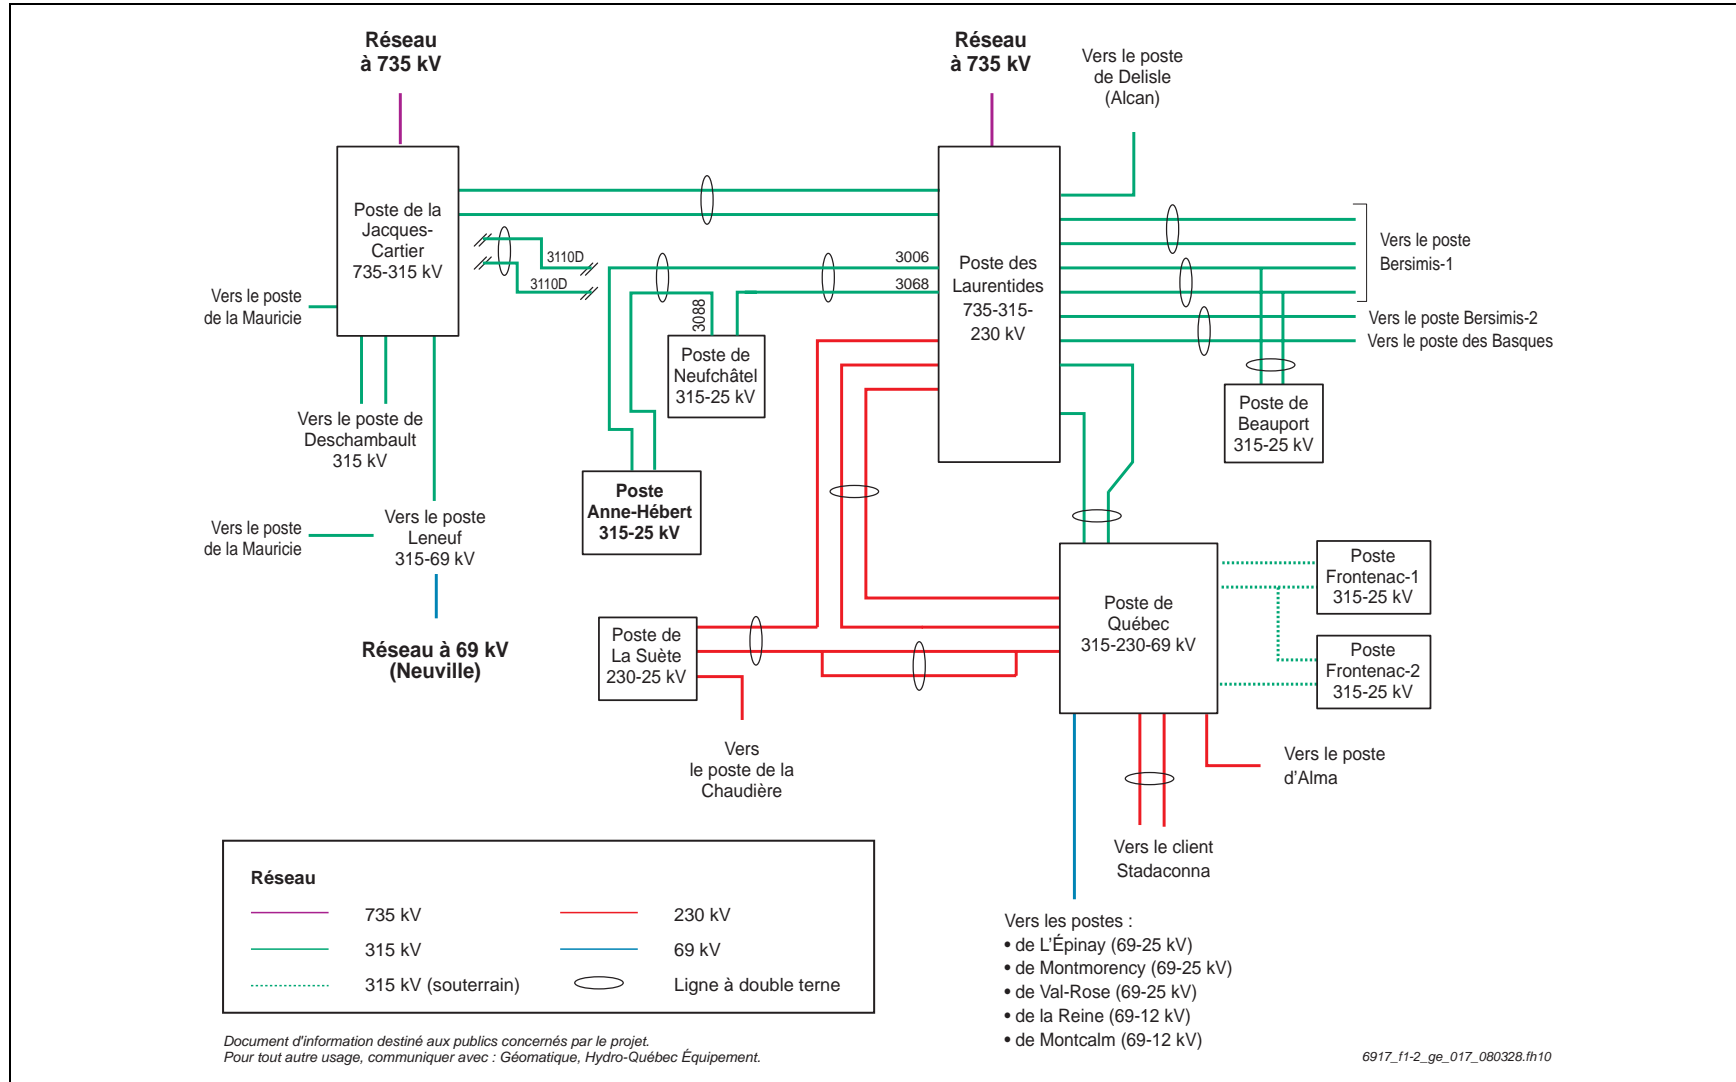 Réseau
à 735 kV
Réseau
à 735 kV
Vers le poste
de Delisle
(Alcan)
Poste de la
Jacques-
Cartier
735-315 kV
3110D
3110D
3006
3068
3088
Poste des
Laurentides
735-315-
230 kV
Vers le poste
Bersimis-1
Vers le poste Bersimis-2
Vers le poste des Basques
Vers le poste
de la Mauricie
Poste de
Neufchâtel
315-25 kV
Poste de
Beauport
315-25 kV
Vers le poste de
Deschambault
315 kV
Poste
Anne-Hébert
315-25 kV
Vers le poste
de la Mauricie
Vers le poste
Leneuf
315-69 kV
Réseau à 69 kV
(Neuville)
Poste de
La Suète
230-25 kV
Poste de
Québec
315-230-69 kV
Poste
Frontenac-1
315-25 kV
Poste
Frontenac-2
315-25 kV
Vers
le poste de la
Chaudière
Vers le poste
d'Alma
Vers le client
Stadaconna
Vers les postes :
• de L'Épinay (69-25 kV)
• de Montmorency (69-25 kV)
• de Val-Rose (69-25 kV)
• de la Reine (69-12 kV)
• de Montcalm (69-12 kV)
Réseau
735 kV
315 kV
315 kV (souterrain)
230 kV
69 kV
Ligne à double terne
Document d'information destiné aux publics concernés par le projet.
Pour tout autre usage, communiquer avec : Géomatique, Hydro-Québec Équipement.
6917_f1-2_ge_017_080328.fh10